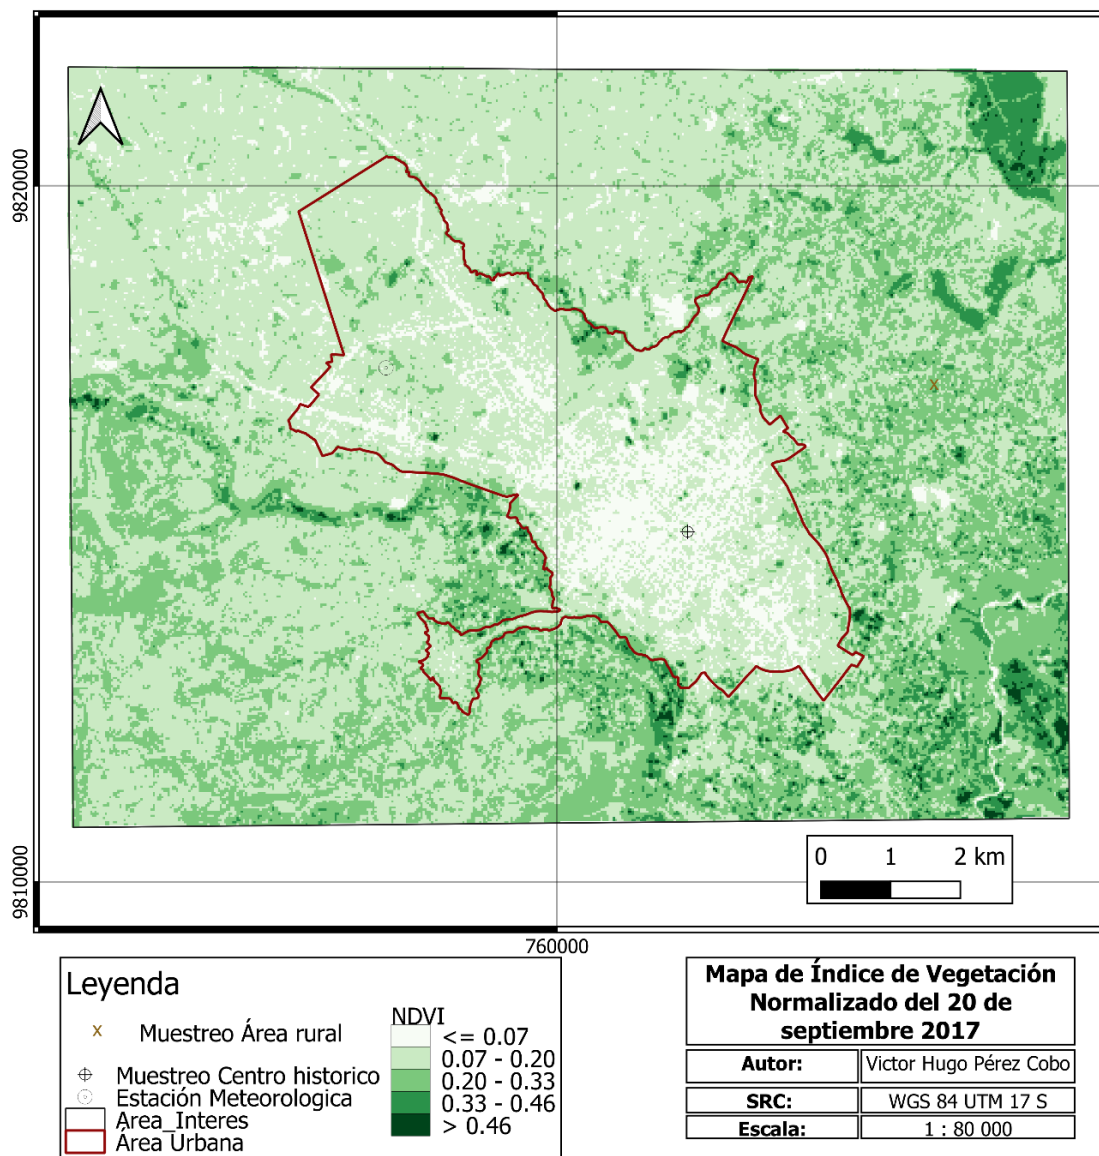 9820000
9810000
760000
0 1 2 km
Leyenda
Muestreo Área rural
Muestreo Centro historico
Estación Meteorologica
Area_Interes
Área Urbana
NDVI
<= 0.07
0.07 - 0.20
0.20 - 0.33
0.33 - 0.46
> 0.46
Mapa de Índice de Vegetación
Normalizado del 20 de
septiembre 2017
Autor: Victor Hugo Pérez Cobo
SRC: WGS 84 UTM 17 S
Escala: 1 : 80 000